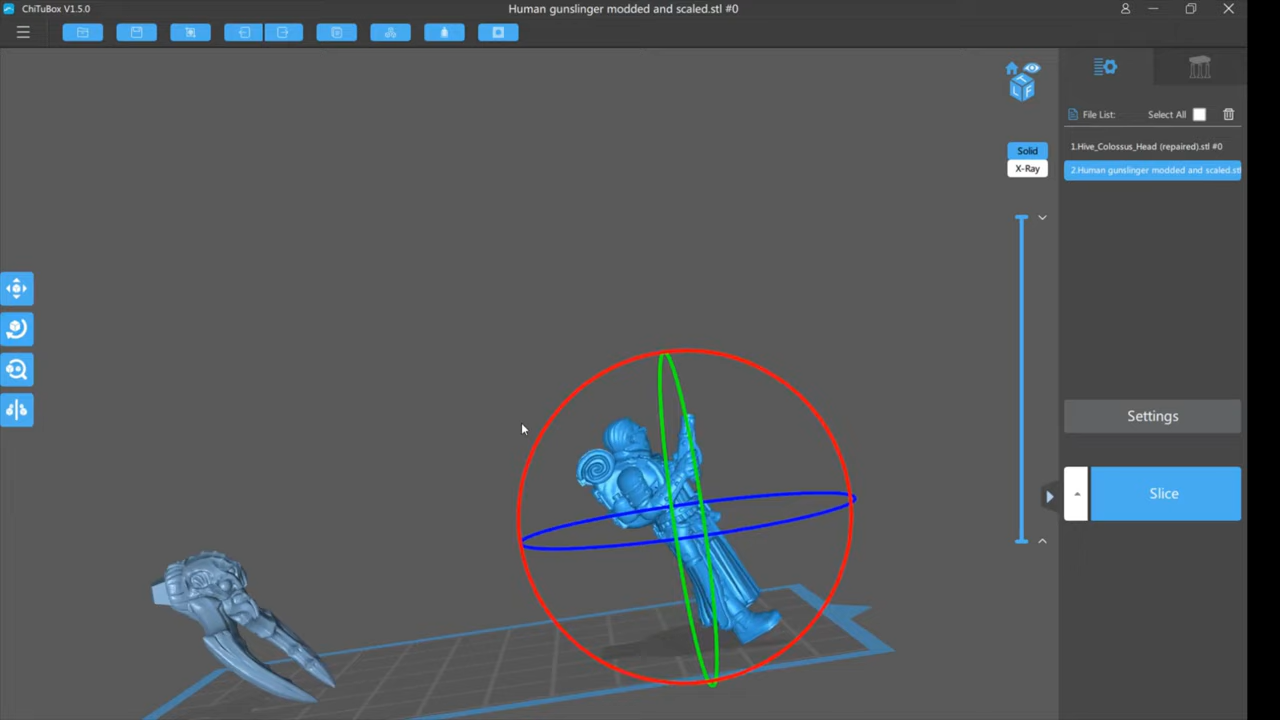 ChiTuBox V1.5.0
Human gunslinger modded and scaled.stl #0
T
L F
File List:
Select All
Solid
1.Hive_Colossus_Head (repaired).stl #0
X-Ray
2.Human gunslinger modded and scaled.stl
Settings
Slice